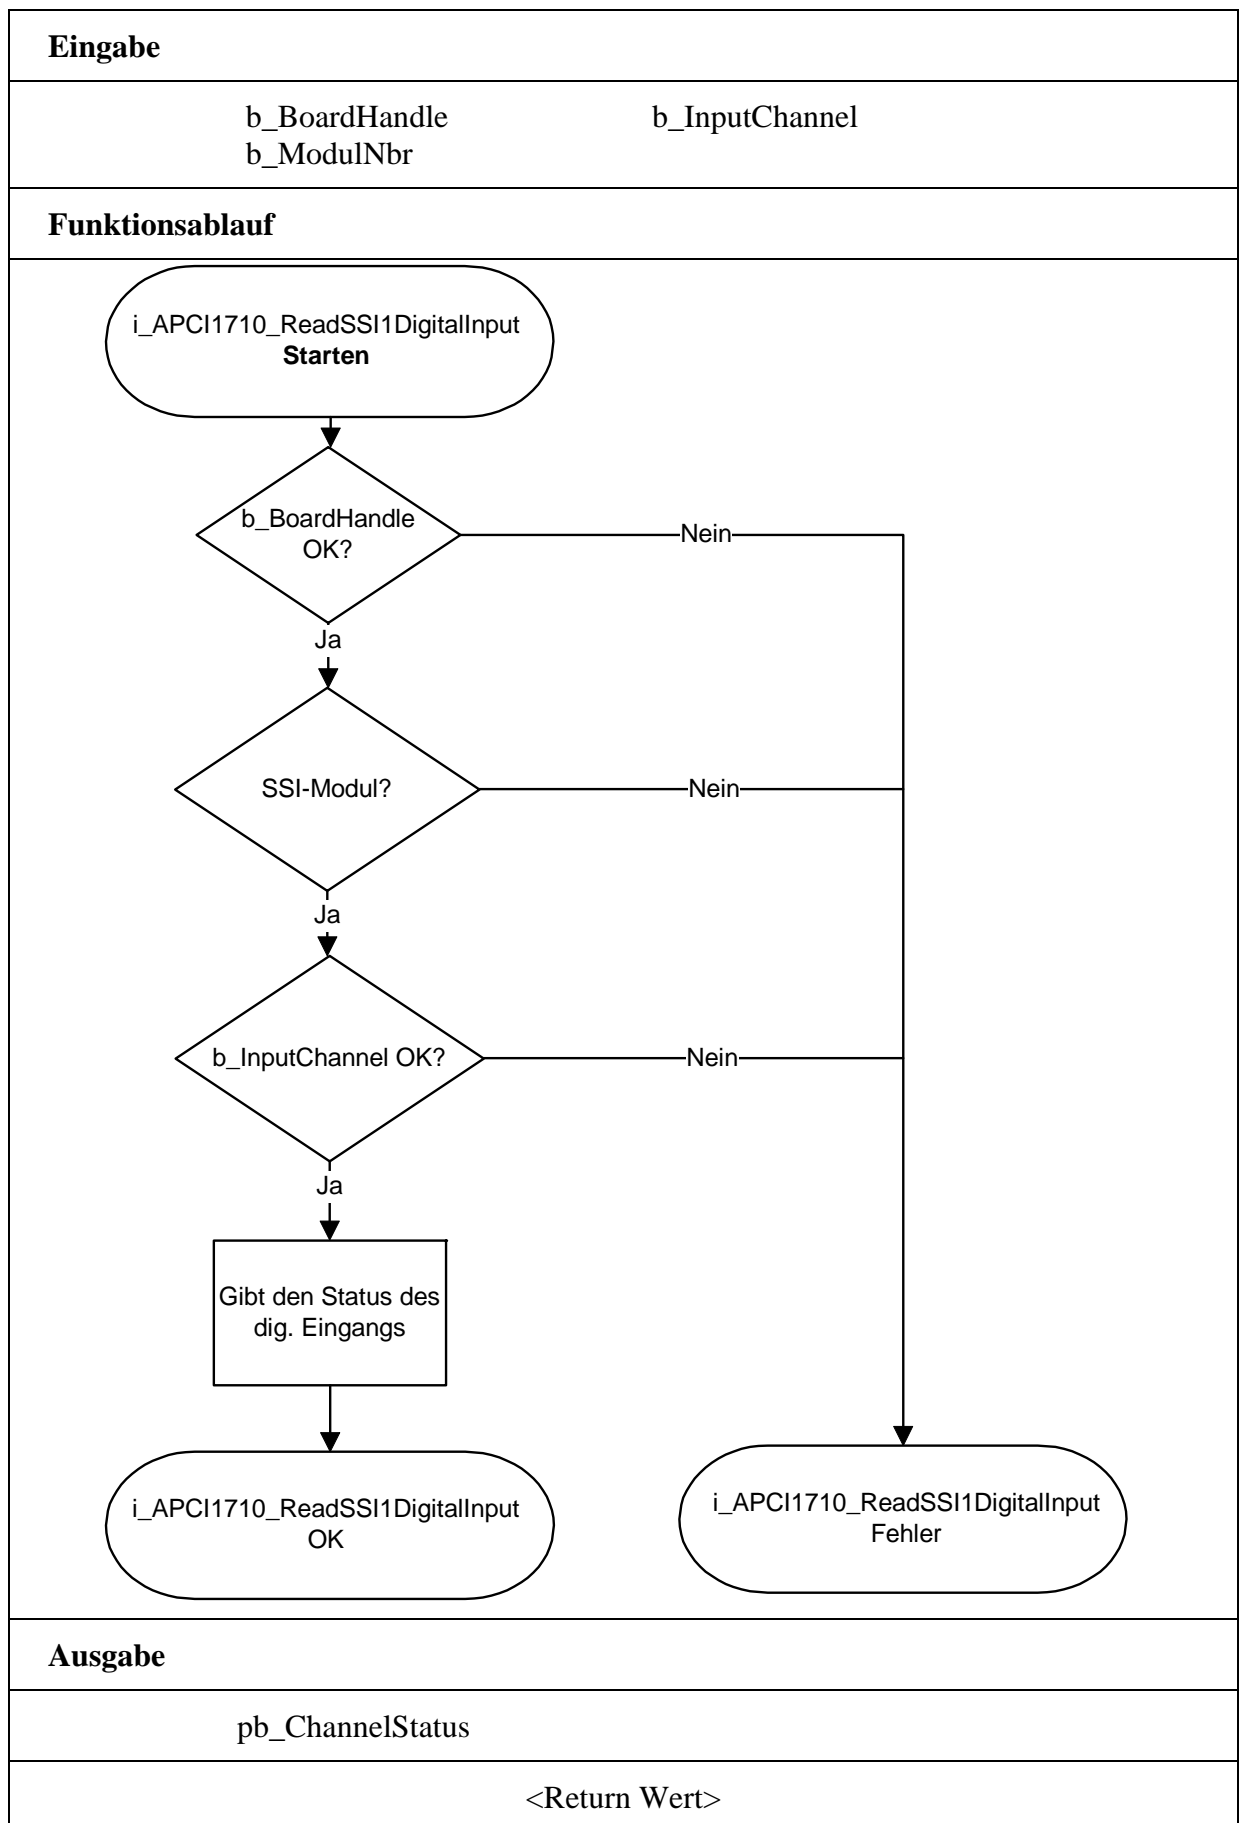 Eingabe
b_BoardHandle b_InputChannel
b_ModulNbr
Funktionsablauf
i_APCI1710_ReadSSI1DigitalInput
Starten
b_BoardHandle
OK?
Nein
Ja
SSI-Modul?
Nein
Ja
b_InputChannel OK?
Nein
Ja
Gibt den Status des
dig. Eingangs
i_APCI1710_ReadSSI1DigitalInput
OK
i_APCI1710_ReadSSI1DigitalInput
Fehler
Ausgabe
pb_ChannelStatus
<Return Wert>